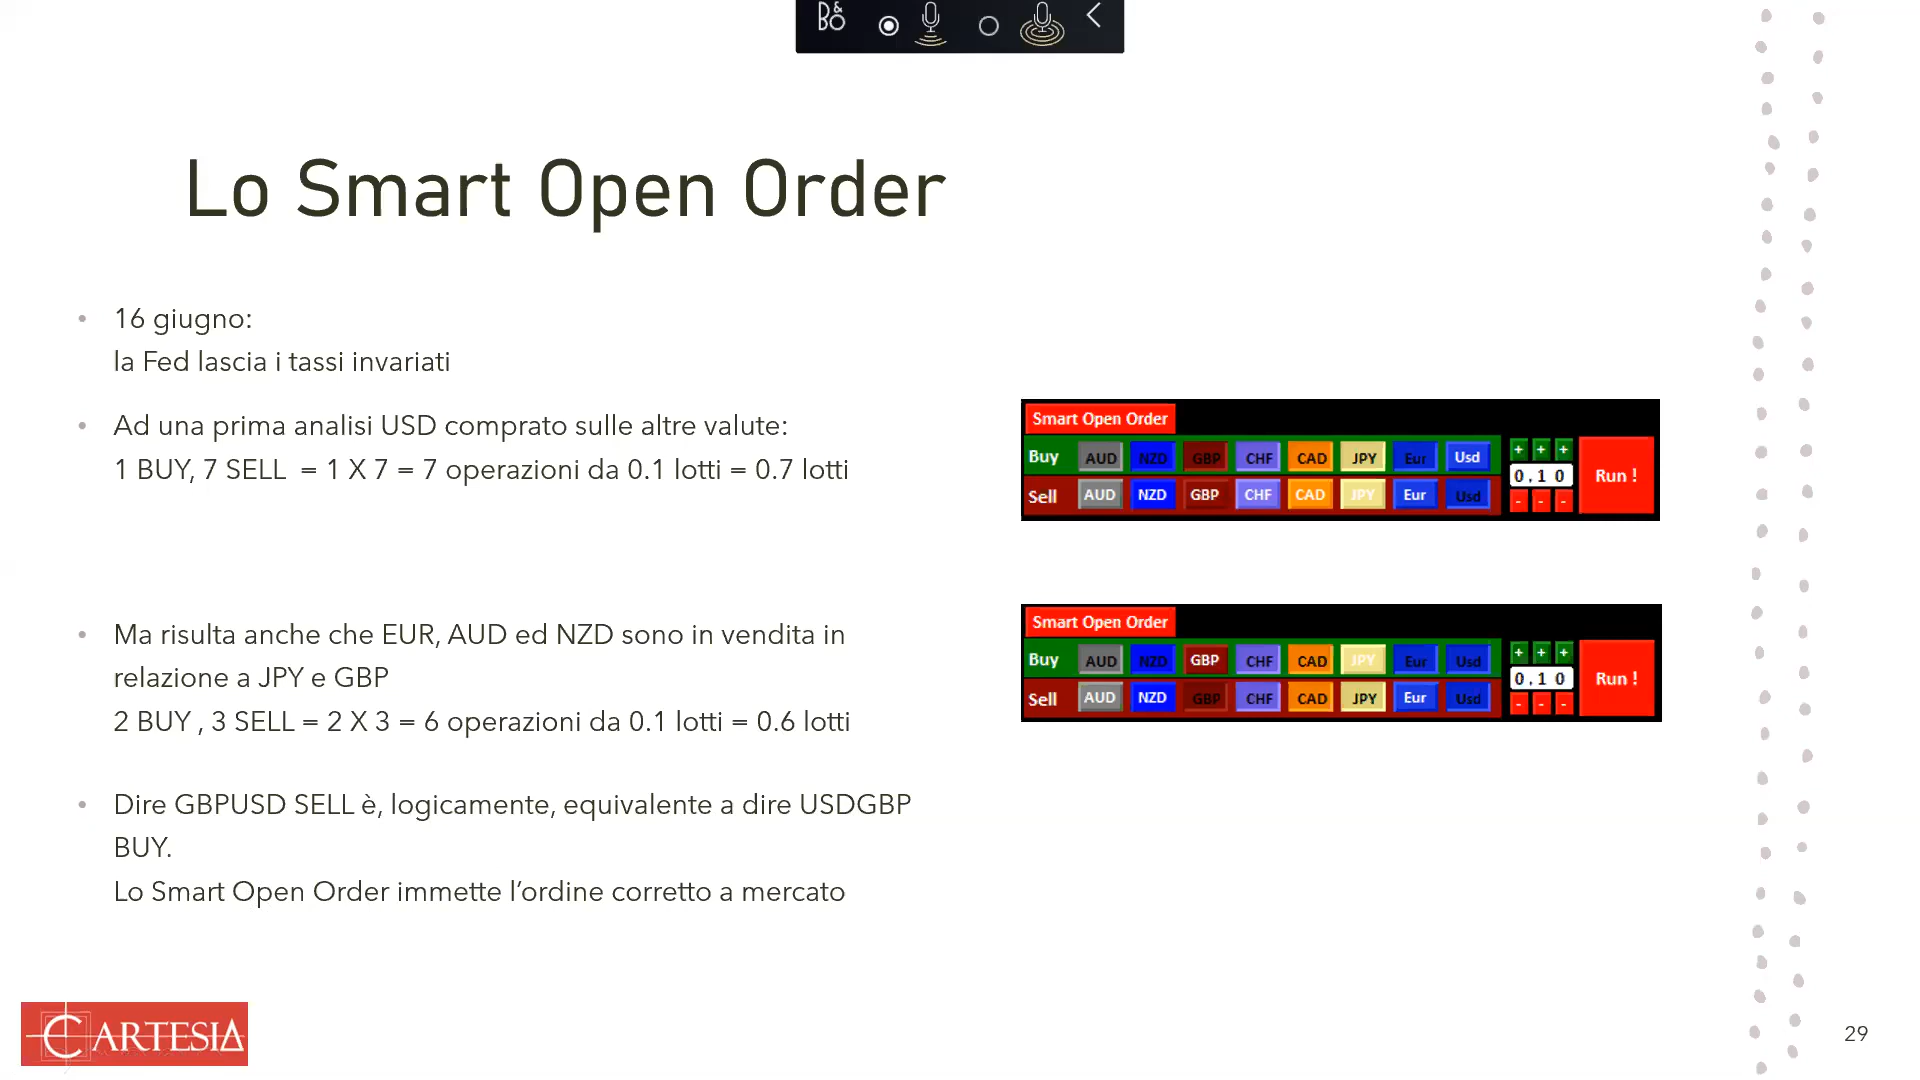 B&O
Lo Smart Open Order
• 16 giugno:
la Fed lascia i tassi invariati
• Ad una prima analisi USD comprato sulle altre valute:
1 BUY, 7 SELL = 1 X 7 = 7 operazioni da 0.1 lotti = 0.7 lotti
Smart Open Order
Buy AUD NZD GBP CHF CAD JPY Eur Usd + + +
0.10 Run !
Sell AUD NZD GBP CHF CAD JPY Eur Usd - - -
• Ma risulta anche che EUR, AUD ed NZD sono in vendita in
relazione a JPY e GBP
2 BUY , 3 SELL = 2 X 3 = 6 operazioni da 0.1 lotti = 0.6 lotti
Smart Open Order
Buy AUD NZD GBP CHF CAD JPY Eur Usd + + +
0.10 Run !
Sell AUD NZD GBP CHF CAD JPY Eur Usd - - -
• Dire GBPUSD SELL è, logicamente, equivalente a dire USDGBP
BUY.
Lo Smart Open Order immette l’ordine corretto a mercato
CARTESIA
29